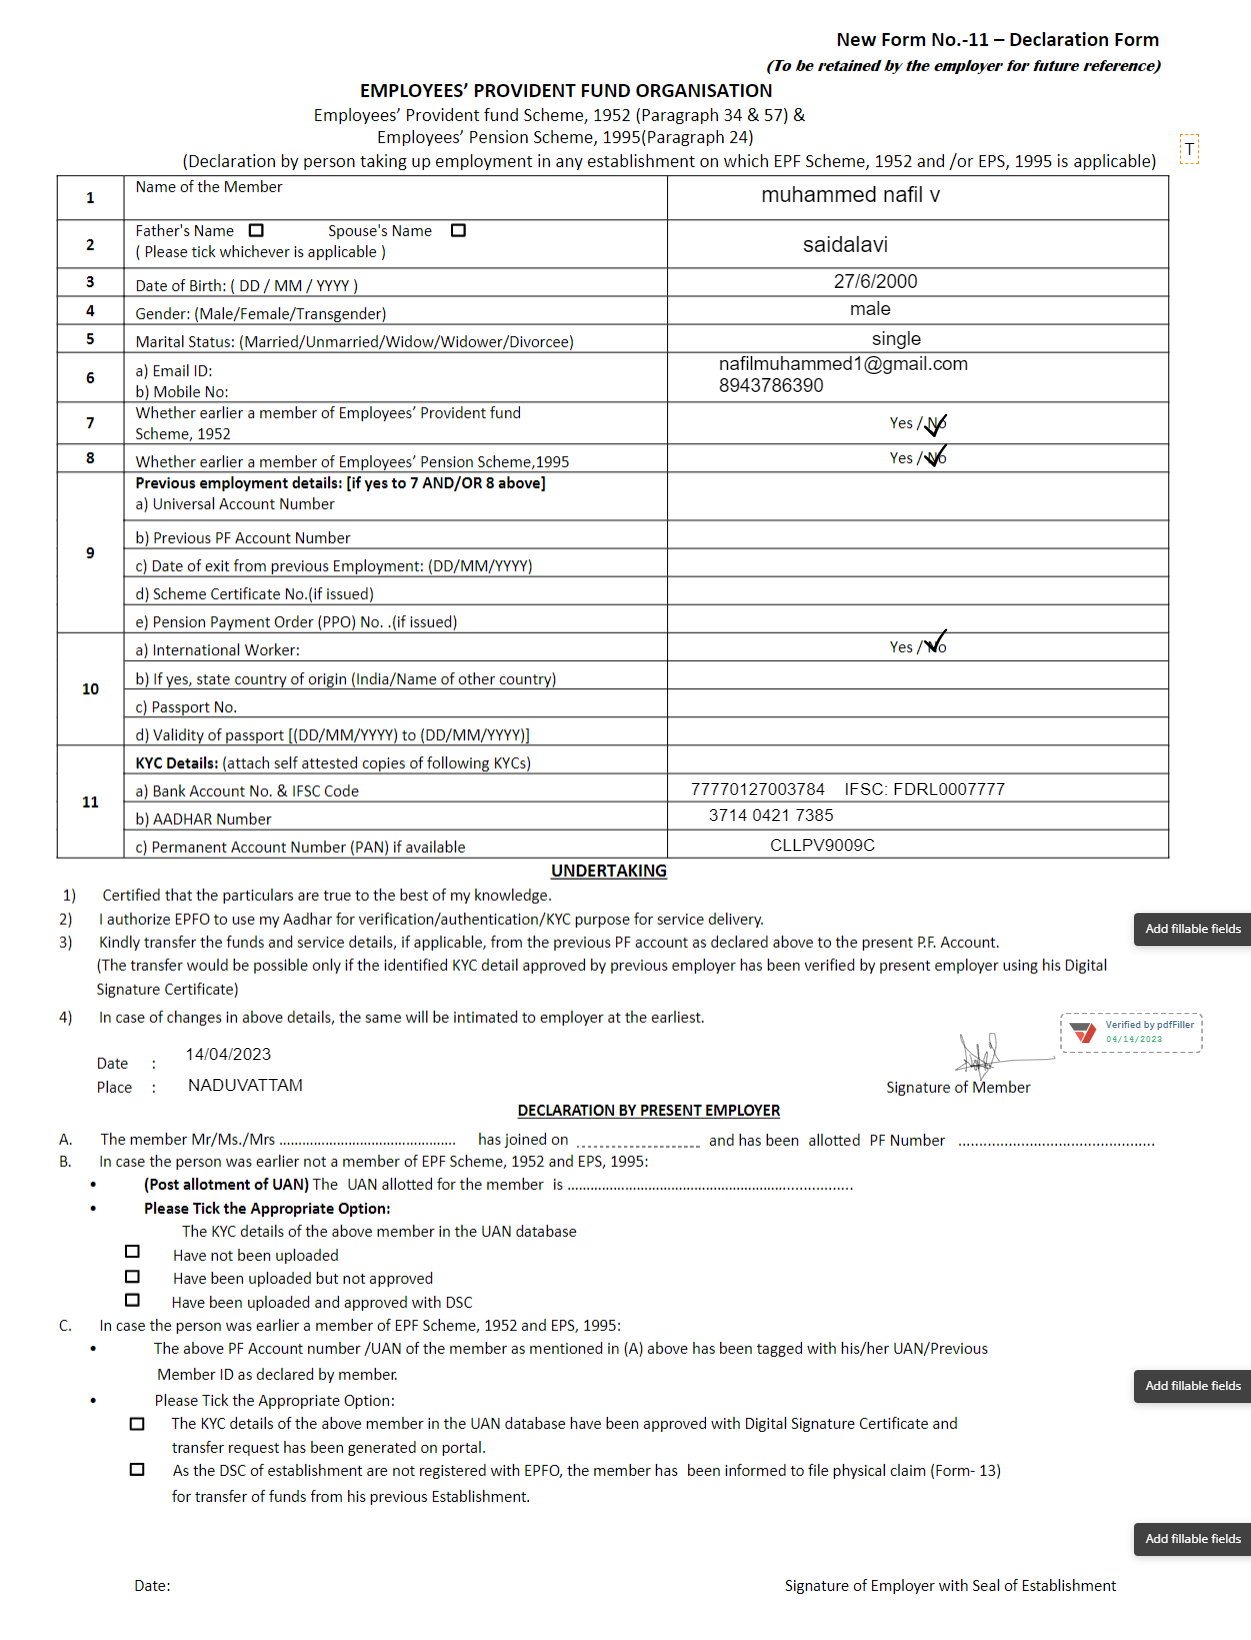 New Form No.-11 – Declaration Form
(To be retained by the employer for future reference)
EMPLOYEES’ PROVIDENT FUND ORGANISATION
Employees’ Provident fund Scheme, 1952 (Paragraph 34 & 57) &
Employees’ Pension Scheme, 1995(Paragraph 24)
(Declaration by person taking up employment in any establishment on which EPF Scheme, 1952 and /or EPS, 1995 is applicable)
T
1 Name of the Member muhammed nafil v
2 Father's Name Spouse's Name
( Please tick whichever is applicable ) saidalavi
3 Date of Birth: ( DD / MM / YYYY ) 27/6/2000
4 Gender: (Male/Female/Transgender) male
5 Marital Status: (Married/Unmarried/Widow/Widower/Divorcee) single
6 a) Email ID: nafilmuhammed1@gmail.com
b) Mobile No: 8943786390
7 Whether earlier a member of Employees’ Provident fund
Scheme, 1952 Yes / No
8 Whether earlier a member of Employees’ Pension Scheme,1995 Yes / No
9 Previous employment details: [if yes to 7 AND/OR 8 above]
a) Universal Account Number
b) Previous PF Account Number
c) Date of exit from previous Employment: (DD/MM/YYYY)
d) Scheme Certificate No.(if issued)
e) Pension Payment Order (PPO) No. .(if issued)
10 a) International Worker: Yes / No
b) If yes, state country of origin (India/Name of other country)
c) Passport No.
d) Validity of passport [(DD/MM/YYYY) to (DD/MM/YYYY)]
11 KYC Details: (attach self attested copies of following KYCs)
a) Bank Account No. & IFSC Code 77770127003784 IFSC: FDRL0007777
b) AADHAR Number 3714 0421 7385
c) Permanent Account Number (PAN) if available CLLPV9009C
UNDERTAKING
1) Certified that the particulars are true to the best of my knowledge.
2) I authorize EPFO to use my Aadhar for verification/authentication/KYC purpose for service delivery.
Add fillable fields
3) Kindly transfer the funds and service details, if applicable, from the previous PF account as declared above to the present P.F. Account.
(The transfer would be possible only if the identified KYC detail approved by previous employer has been verified by present employer using his Digital
Signature Certificate)
4) In case of changes in above details, the same will be intimated to employer at the earliest.
Verified by pdfFiller
04/14/2023
Date : 14/04/2023
Place : NADUVATTAM
Signature of Member
DECLARATION BY PRESENT EMPLOYER
A. The member Mr/Ms./Mrs .............................................. has joined on ................... and has been allotted PF Number ...............................................
B. In case the person was earlier not a member of EPF Scheme, 1952 and EPS, 1995:
• (Post allotment of UAN) The UAN allotted for the member is .........................................................................
• Please Tick the Appropriate Option:
The KYC details of the above member in the UAN database
Have not been uploaded
Have been uploaded but not approved
Have been uploaded and approved with DSC
C. In case the person was earlier a member of EPF Scheme, 1952 and EPS, 1995:
• The above PF Account number /UAN of the member as mentioned in (A) above has been tagged with his/her UAN/Previous
Member ID as declared by member.
Add fillable fields
• Please Tick the Appropriate Option:
The KYC details of the above member in the UAN database have been approved with Digital Signature Certificate and
transfer request has been generated on portal.
As the DSC of establishment are not registered with EPFO, the member has been informed to file physical claim (Form- 13)
for transfer of funds from his previous Establishment.
Add fillable fields
Date: Signature of Employer with Seal of Establishment